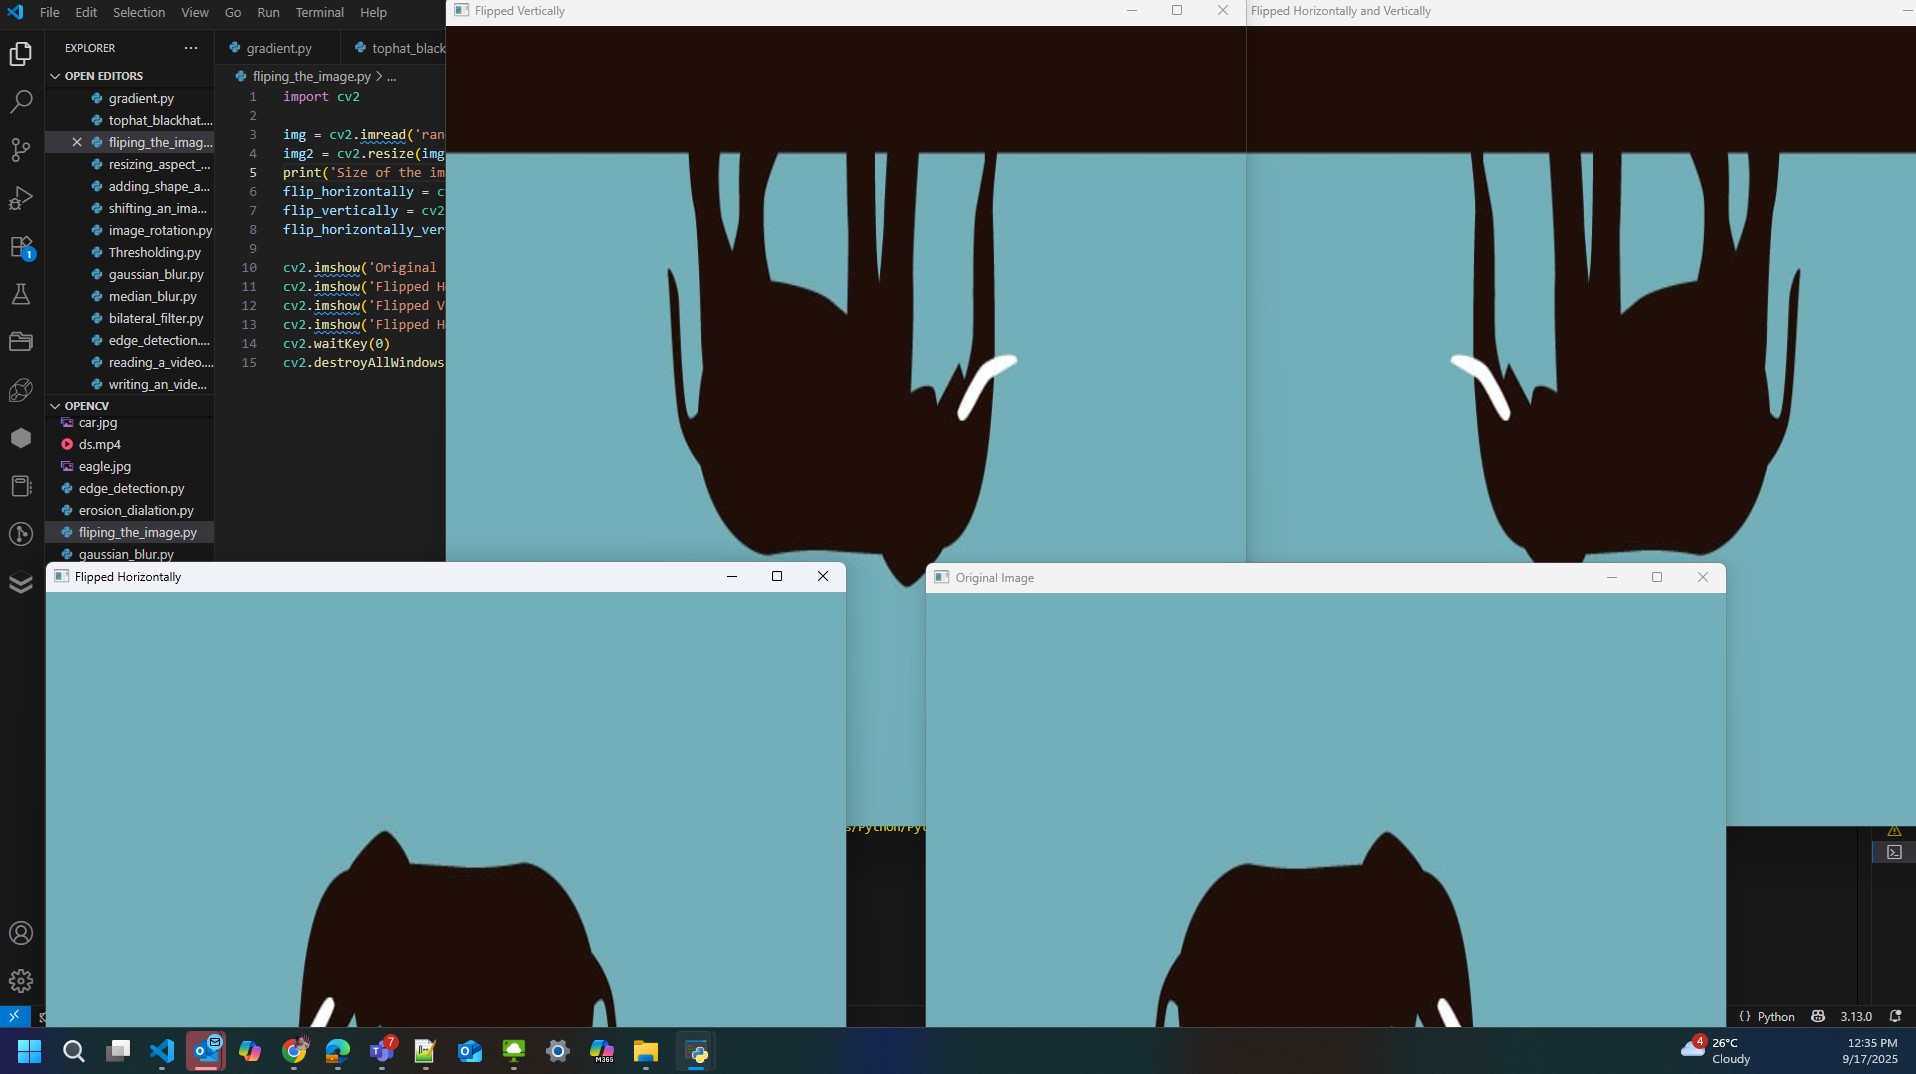 File Edit Selection View Go Run Terminal Help
Flipped Vertically
Flipped Horizontally and Vertically
EXPLORER
OPEN EDITORS
gradient.py
tophat_blackhat....
fliping_the_imag...
resizing_aspect_...
adding_shape_a...
shifting_an_ima...
image_rotation.py
Thresholding.py
gaussian_blur.py
median_blur.py
bilateral_filter.py
edge_detection....
reading_a_video....
writing_an_vide...
OPENCV
car.jpg
ds.mp4
eagle.jpg
edge_detection.py
erosion_dialation.py
fliping_the_image.py
gaussian_blur.py
1
gradient.py
tophat_black
fliping_the_image.py > ...
1 import cv2
2
3 img = cv2.imread('ran
4 img2 = cv2.resize(img
5 print('Size of the im
6 flip_horizontally = c
7 flip_vertically = cv2
8 flip_horizontally_ver
9
10 cv2.imshow('Original
11 cv2.imshow('Flipped H
12 cv2.imshow('Flipped V
13 cv2.imshow('Flipped H
14 cv2.waitKey(0)
15 cv2.destroyAllWindows
Flipped Horizontally
Original Image
s/Python/Pyt
{} Python 3.13.0
7
M365
4
26°C
Cloudy
12:35 PM
9/17/2025